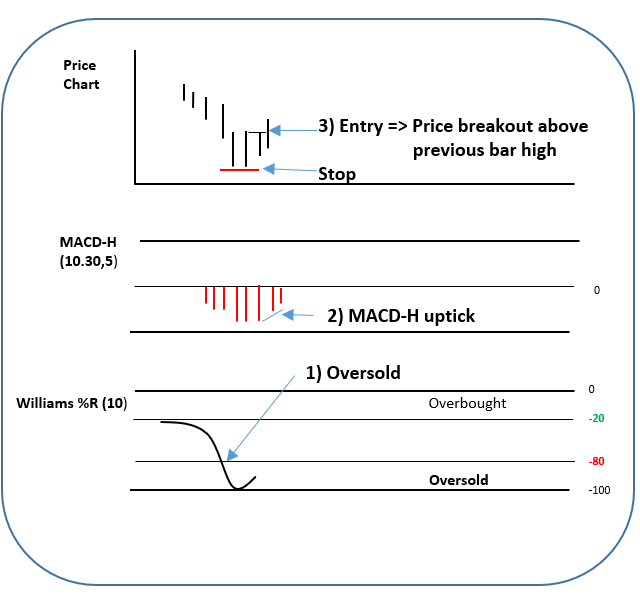 Price
Chart
3) Entry => Price breakout above
previous bar high
Stop
MACD-H
(10.30,5)
0
2) MACD-H uptick
1) Oversold
0
Williams %R (10)
Overbought
-20
-80
Oversold
-100